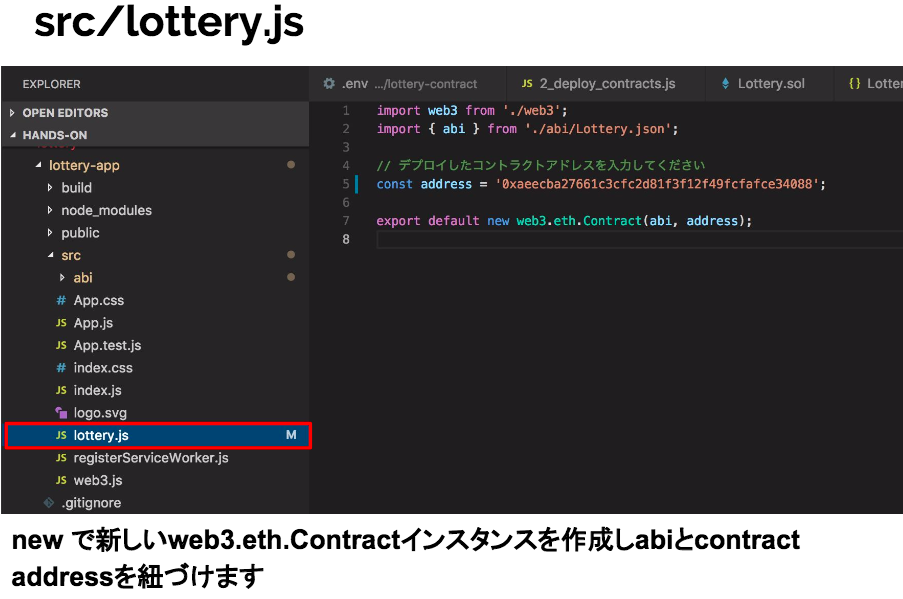 src/lottery.js
EXPLORER
OPEN EDITORS
HANDS-ON
lottery-app
build
node_modules
public
src
abi
# App.css
JS App.js
JS App.test.js
# index.css
JS index.js
logo.svg
JS lottery.js M
JS registerServiceWorker.js
JS web3.js
.gitignore
.env .../lottery-contract JS 2_deploy_contracts.js Lottery.sol {} Lotter
1 import web3 from './web3';
2 import { abi } from './abi/Lottery.json';
3
4 // デプロイしたコントラクトアドレスを入力してください
5 const address = '0xaeecba27661c3cfc2d81f3f12f49fcfafce34088';
6
7 export default new web3.eth.Contract(abi, address);
8
new で新しいweb3.eth.Contractインスタンスを作成しabiとcontract
addressを紐づけます